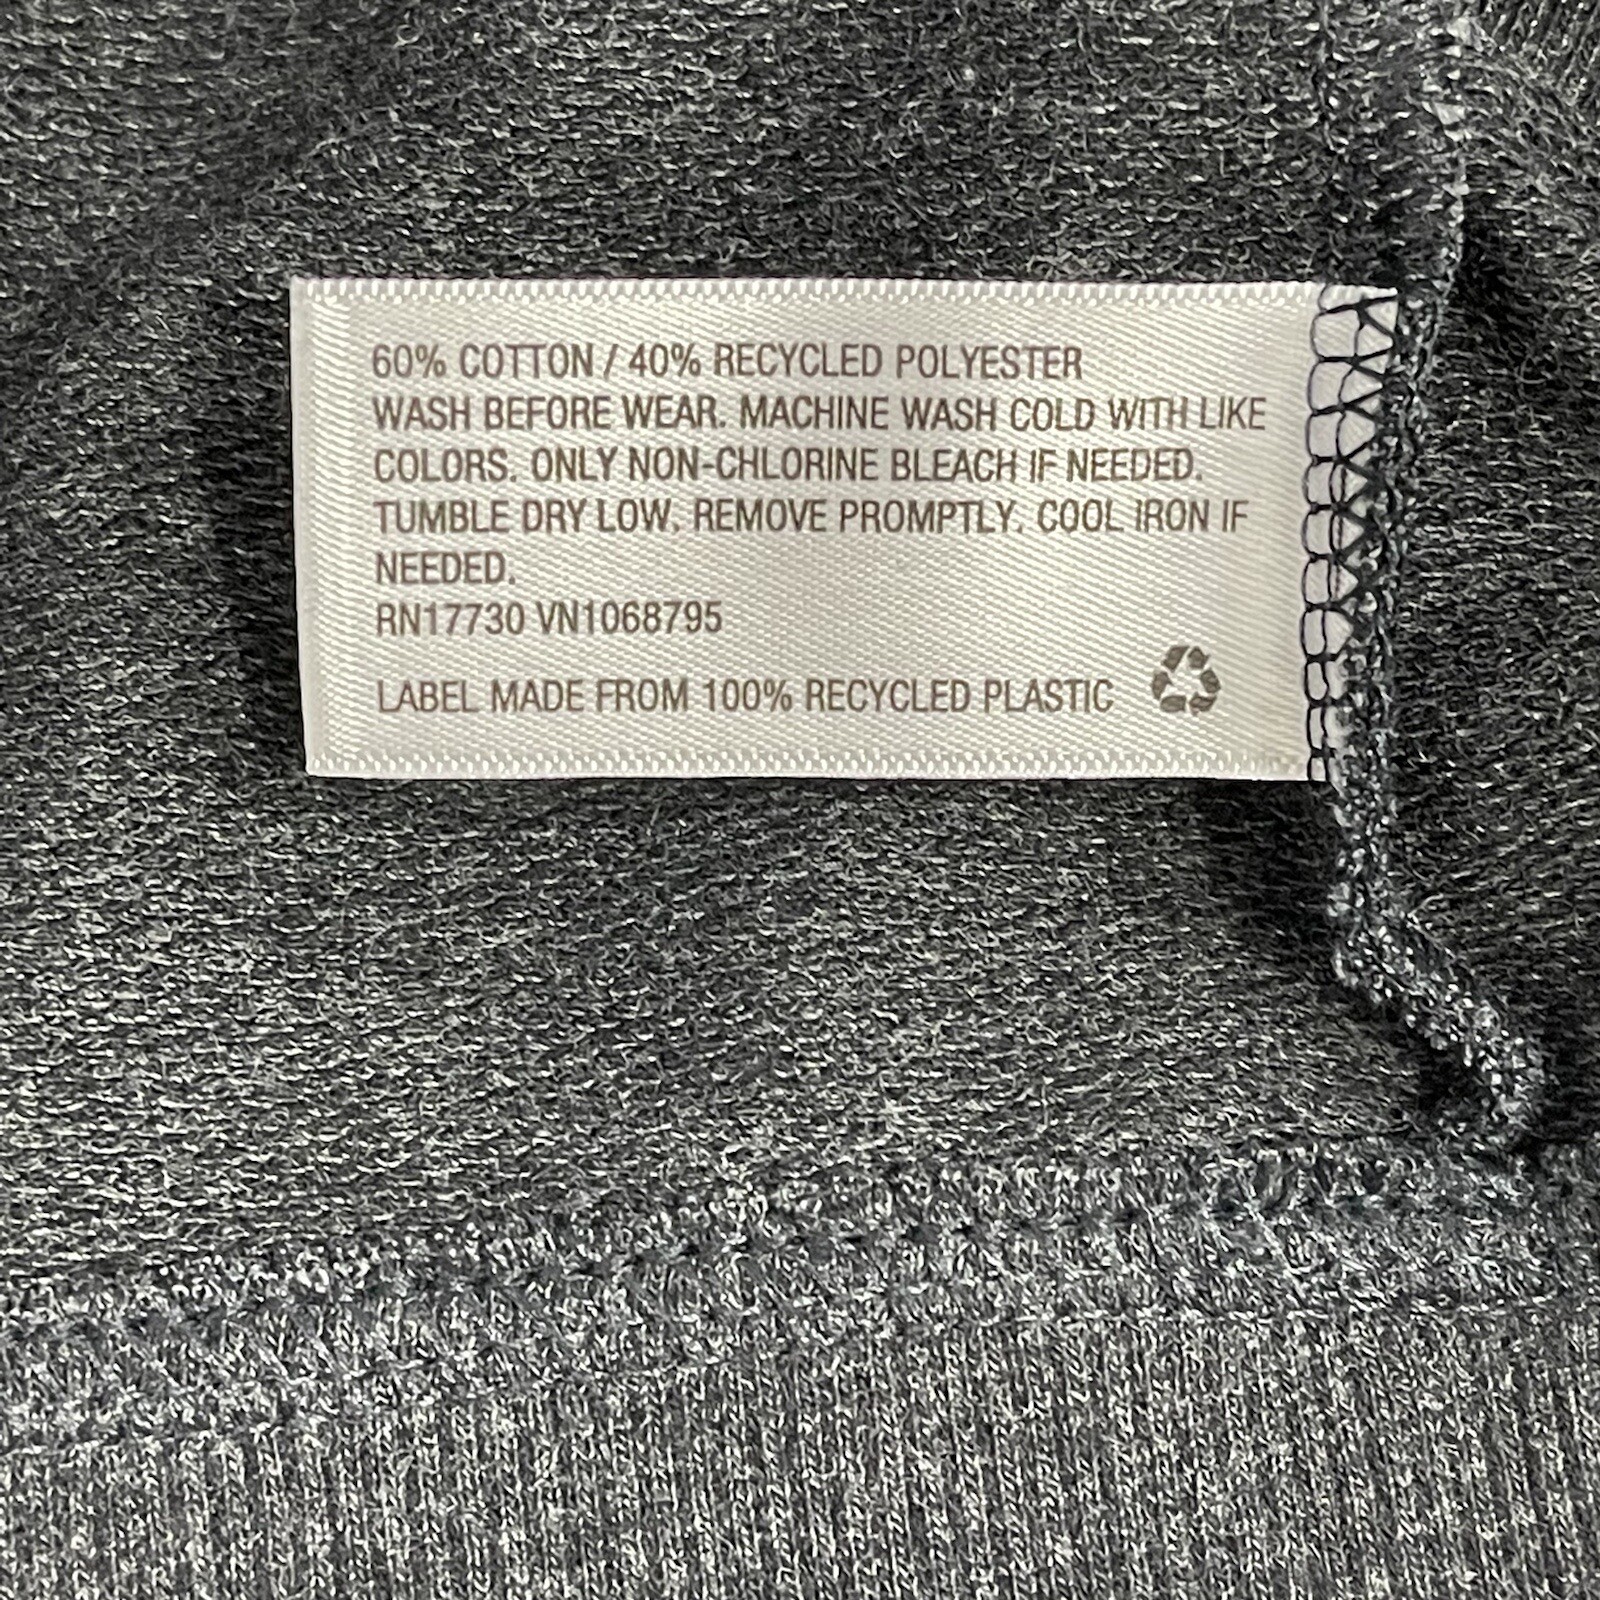 60% COTTON / 40% RECYCLED POLYESTER
WASH BEFORE WEAR. MACHINE WASH COLD WITH LIKE
COLORS. ONLY NON-CHLORINE BLEACH IF NEEDED.
TUMBLE DRY LOW. REMOVE PROMPTLY. COOL IRON IF
NEEDED.
RN17730 VN1068795
LABEL MADE FROM 100% RECYCLED PLASTIC